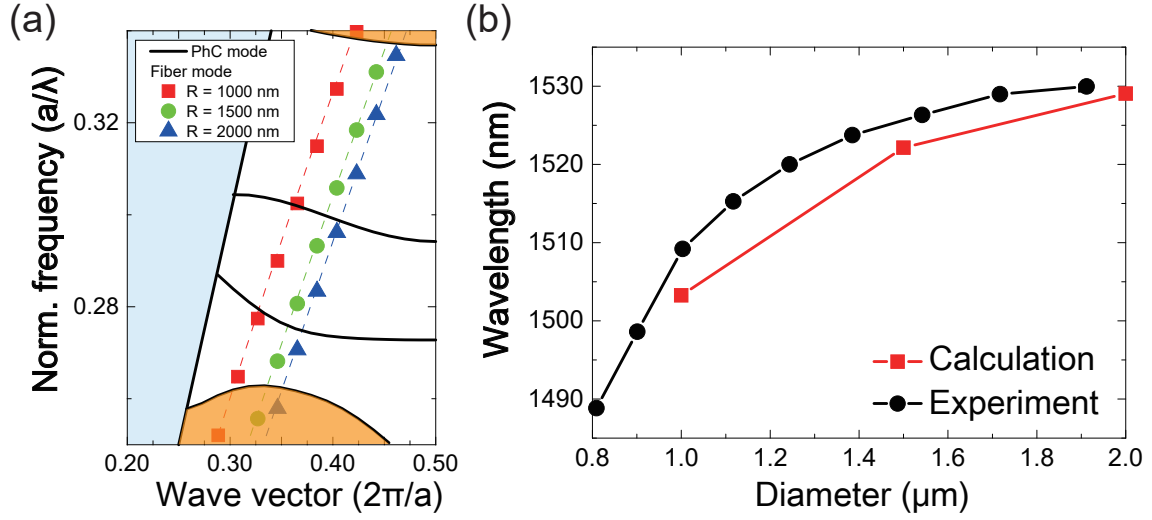 (a)
PhC mode
Fiber mode
R = 1000 nm
R = 1500 nm
R = 2000 nm
Norm. frequency (a/λ)
0.32
0.28
0.20 0.30 0.40 0.50
Wave vector (2π/a)
(b)
Wavelength (nm)
1530
1520
1510
1500
1490
Calculation
Experiment
0.8 1.0 1.2 1.4 1.6 1.8 2.0
Diameter (μm)